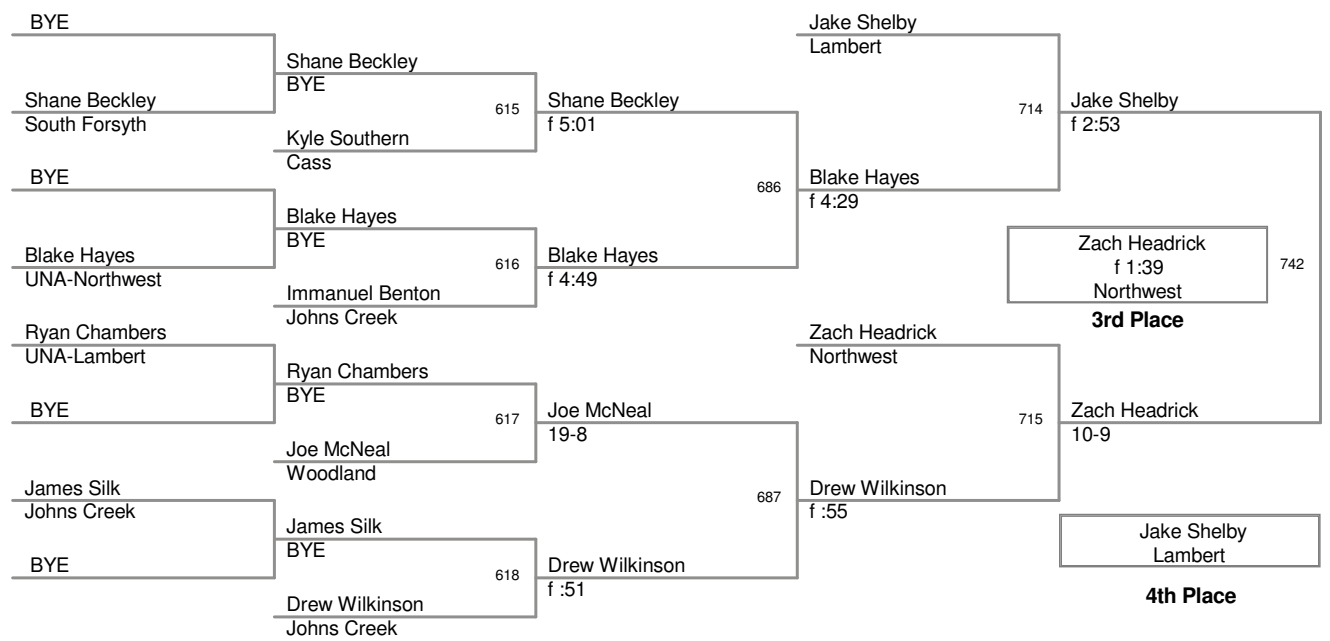 BYE
Shane Beckley
South Forsyth
BYE
Blake Hayes
UNA-Northwest
Ryan Chambers
UNA-Lambert
BYE
James Silk
Johns Creek
BYE
Shane Beckley
BYE
615
Kyle Southern
Cass
Blake Hayes
BYE
616
Immanuel Benton
Johns Creek
Ryan Chambers
BYE
617
Joe McNeal
Woodland
James Silk
BYE
618
Drew Wilkinson
Johns Creek
Shane Beckley
f 5:01
686
Blake Hayes
f 4:49
Joe McNeal
19-8
687
Drew Wilkinson
f :51
Jake Shelby
Lambert
714
Blake Hayes
f 4:29
Zach Headrick
Northwest
715
Drew Wilkinson
f :55
Jake Shelby
f 2:53
Zach Headrick
f 1:39
Northwest
742
3rd Place
Zach Headrick
10-9
Jake Shelby
Lambert
4th Place